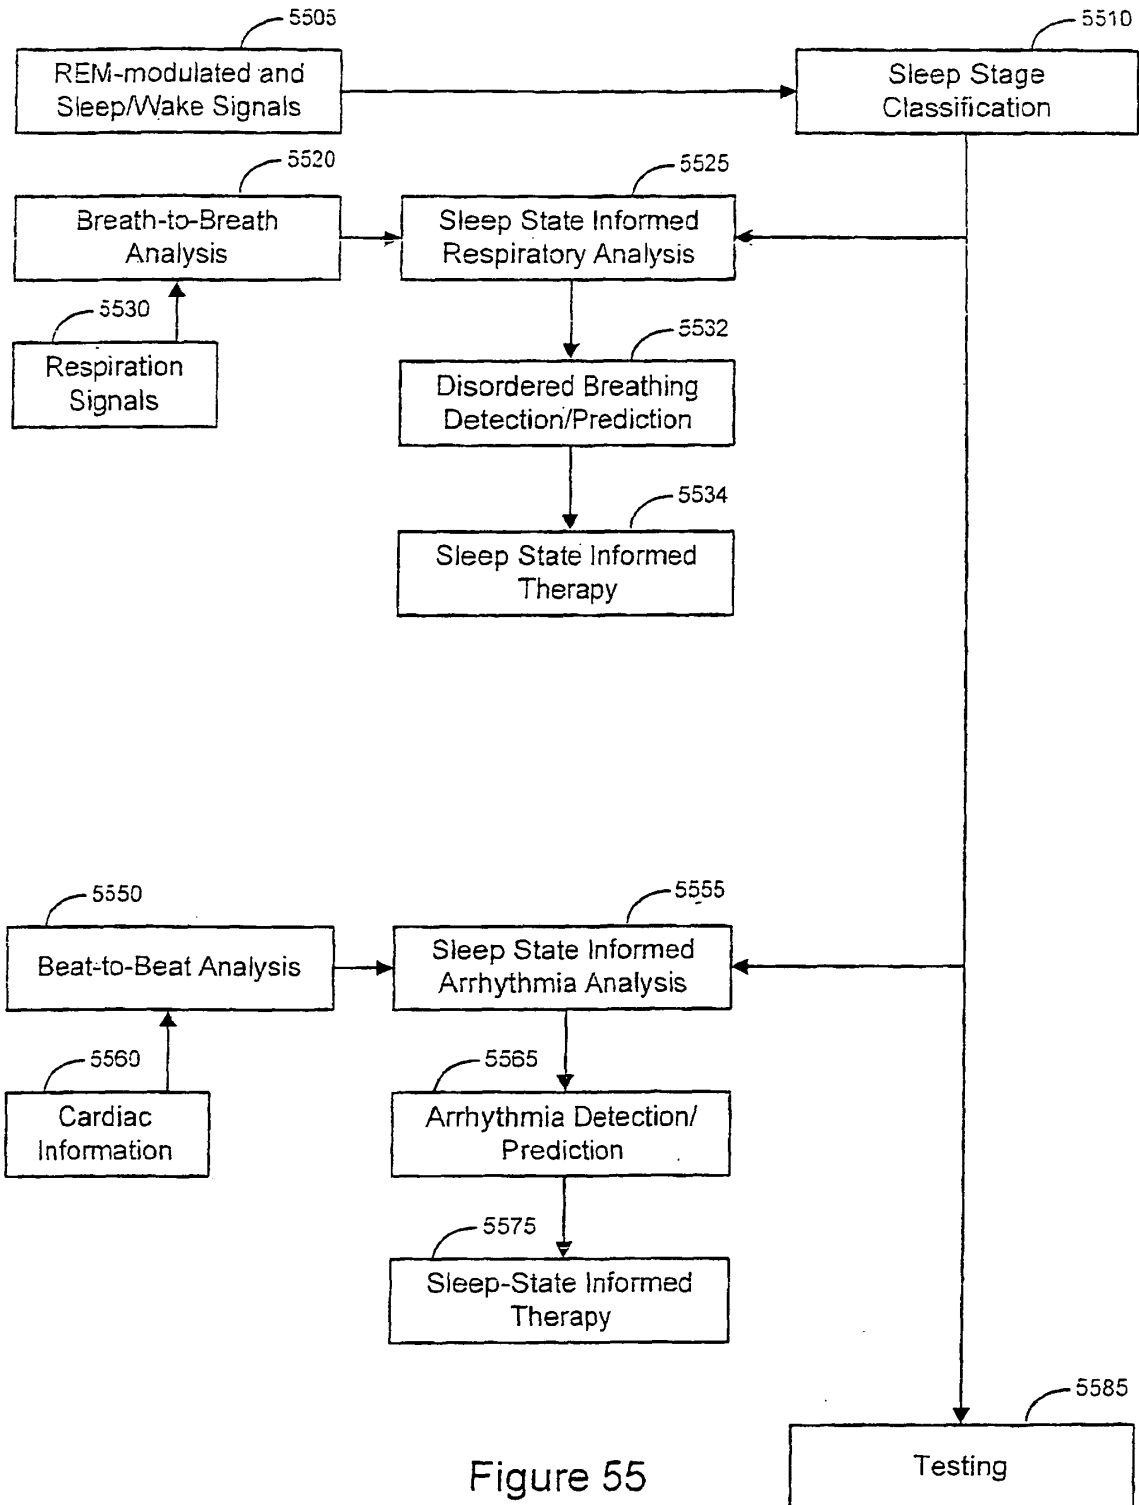 5505
REM-modulated and
Sleep/Wake Signals
5510
Sleep Stage
Classification
5520
Breath-to-Breath
Analysis
5525
Sleep State Informed
Respiratory Analysis
5530
Respiration
Signals
5532
Disordered Breathing
Detection/Prediction
5534
Sleep State Informed
Therapy
5550
Beat-to-Beat Analysis
5555
Sleep State Informed
Arrhythmia Analysis
5560
Cardiac
Information
5565
Arrhythmia Detection/
Prediction
5575
Sleep-State Informed
Therapy
5585
Testing
Figure 55